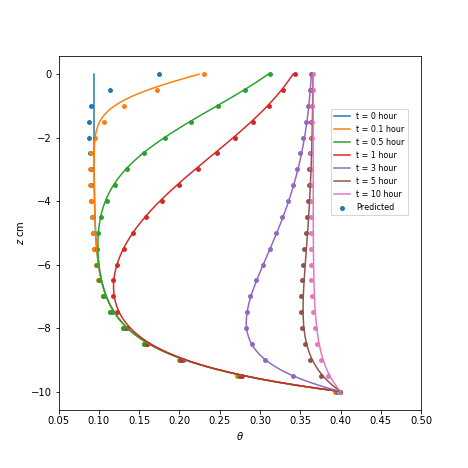 0
−2
−4
−6
−8
−10
z cm
0.05 0.10 0.15 0.20 0.25 0.30 0.35 0.40 0.45 0.50
θ
t = 0 hour
t = 0.1 hour
t = 0.5 hour
t = 1 hour
t = 3 hour
t = 5 hour
t = 10 hour
Predicted